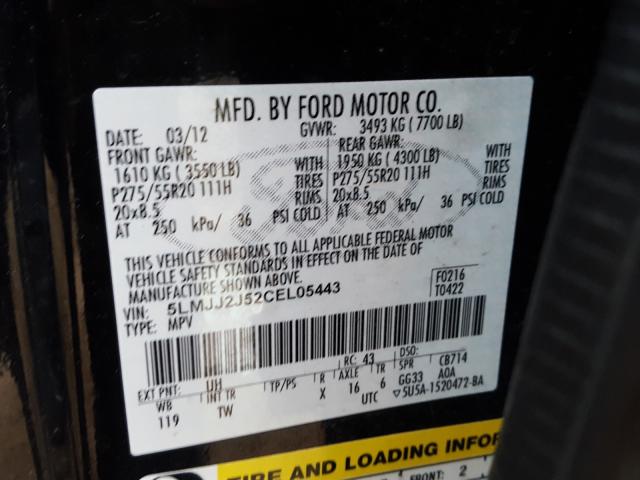 MFD. BY FORD MOTOR CO.
DATE: 03/12 GVWR: 3493 KG ( 7700 LB)
FRONT GAWR: REAR GAWR:
1610 KG ( 3550 LB) WITH 1950 KG ( 4300 LB) WITH
P275/55R20 111H TIRES P275/55R20 111H TIRES
20x8.5 RIMS 20x8.5 RIMS
AT 250 kPa/ 36 PSI COLD AT 250 kPa/ 36 PSI COLD
THIS VEHICLE CONFORMS TO ALL APPLICABLE FEDERAL MOTOR
VEHICLE SAFETY STANDARDS IN EFFECT ON THE DATE OF
MANUFACTURE SHOWN ABOVE.
VIN: 5LMJJ2J52CEL05443 F0216
TYPE: MPV T0422
EXT PNT: UH RC: 43 DSO:
WB INT TR TP/PS R AXLE TR SPR CB714
119 TW X 16 6 GG33 AOA
UTC ▽5U5A-1520472-BA
TIRE AND LOADING INFOR
FRONT: 2